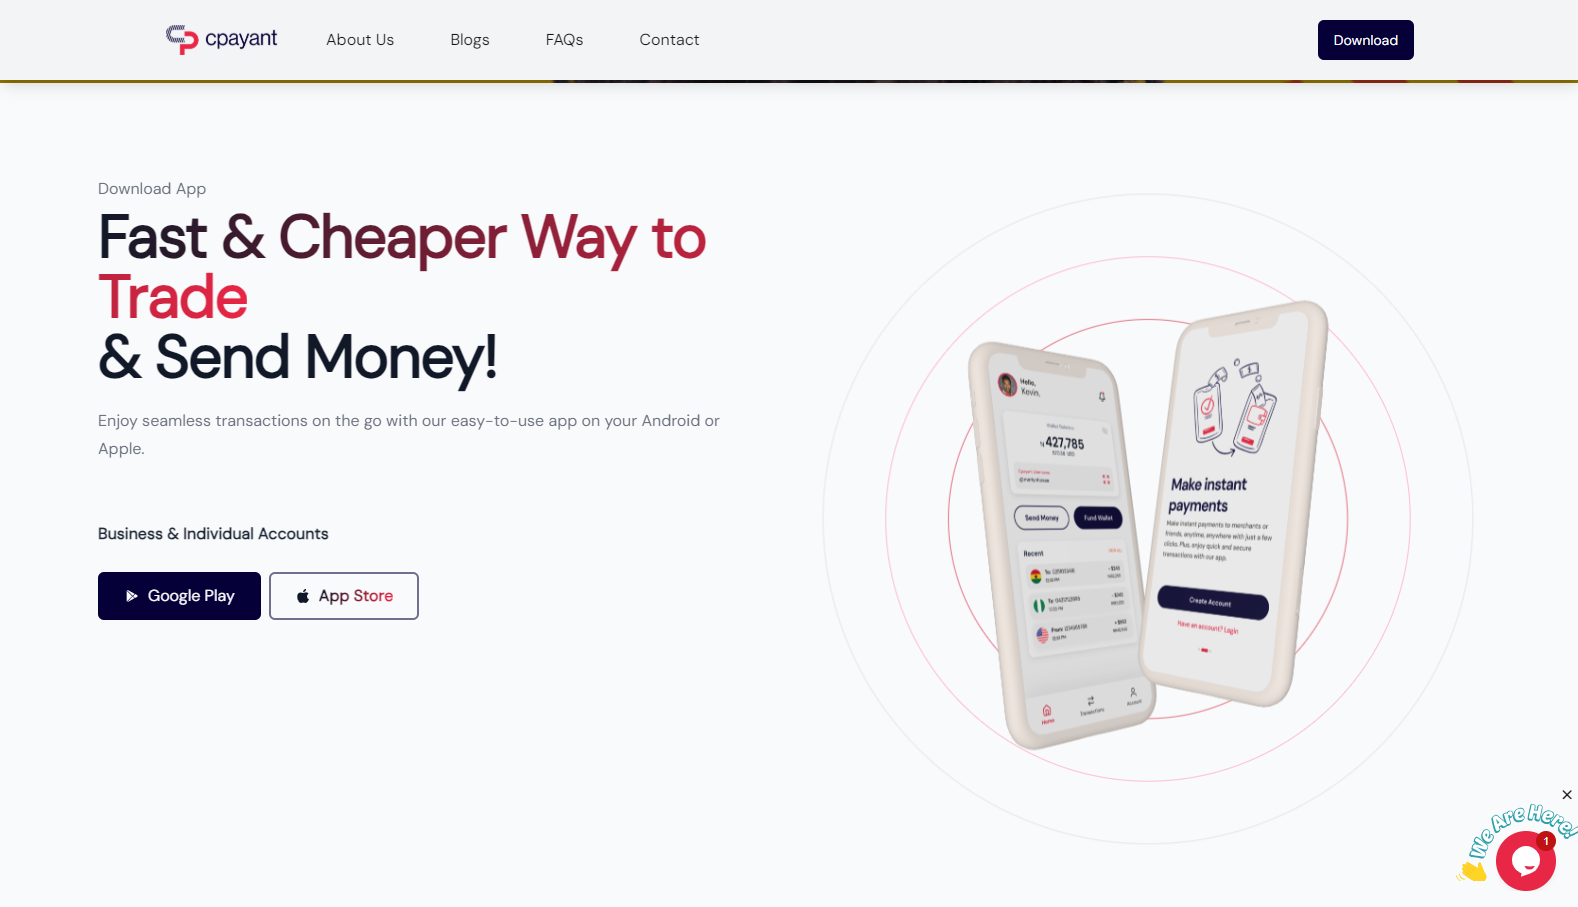 cpayant
About Us
Blogs
FAQs
Contact
Download
Download App
Fast & Cheaper Way to
Trade
& Send Money!
Enjoy seamless transactions on the go with our easy-to-use app on your Android or
Apple.
Business & Individual Accounts
Google Play
App Store
Hello,
Kevin,
Wallet Balance
N 427,785
Send Money
Fund Wallet
Recent
Home
Transactions
Account
Make instant
payments
Make instant payments to merchants or
friends, anytime, anywhere with just a few
clicks. Plus, enjoy quick and secure
transactions with our app.
Create Account
Have an account? Login
We Are Here!
1